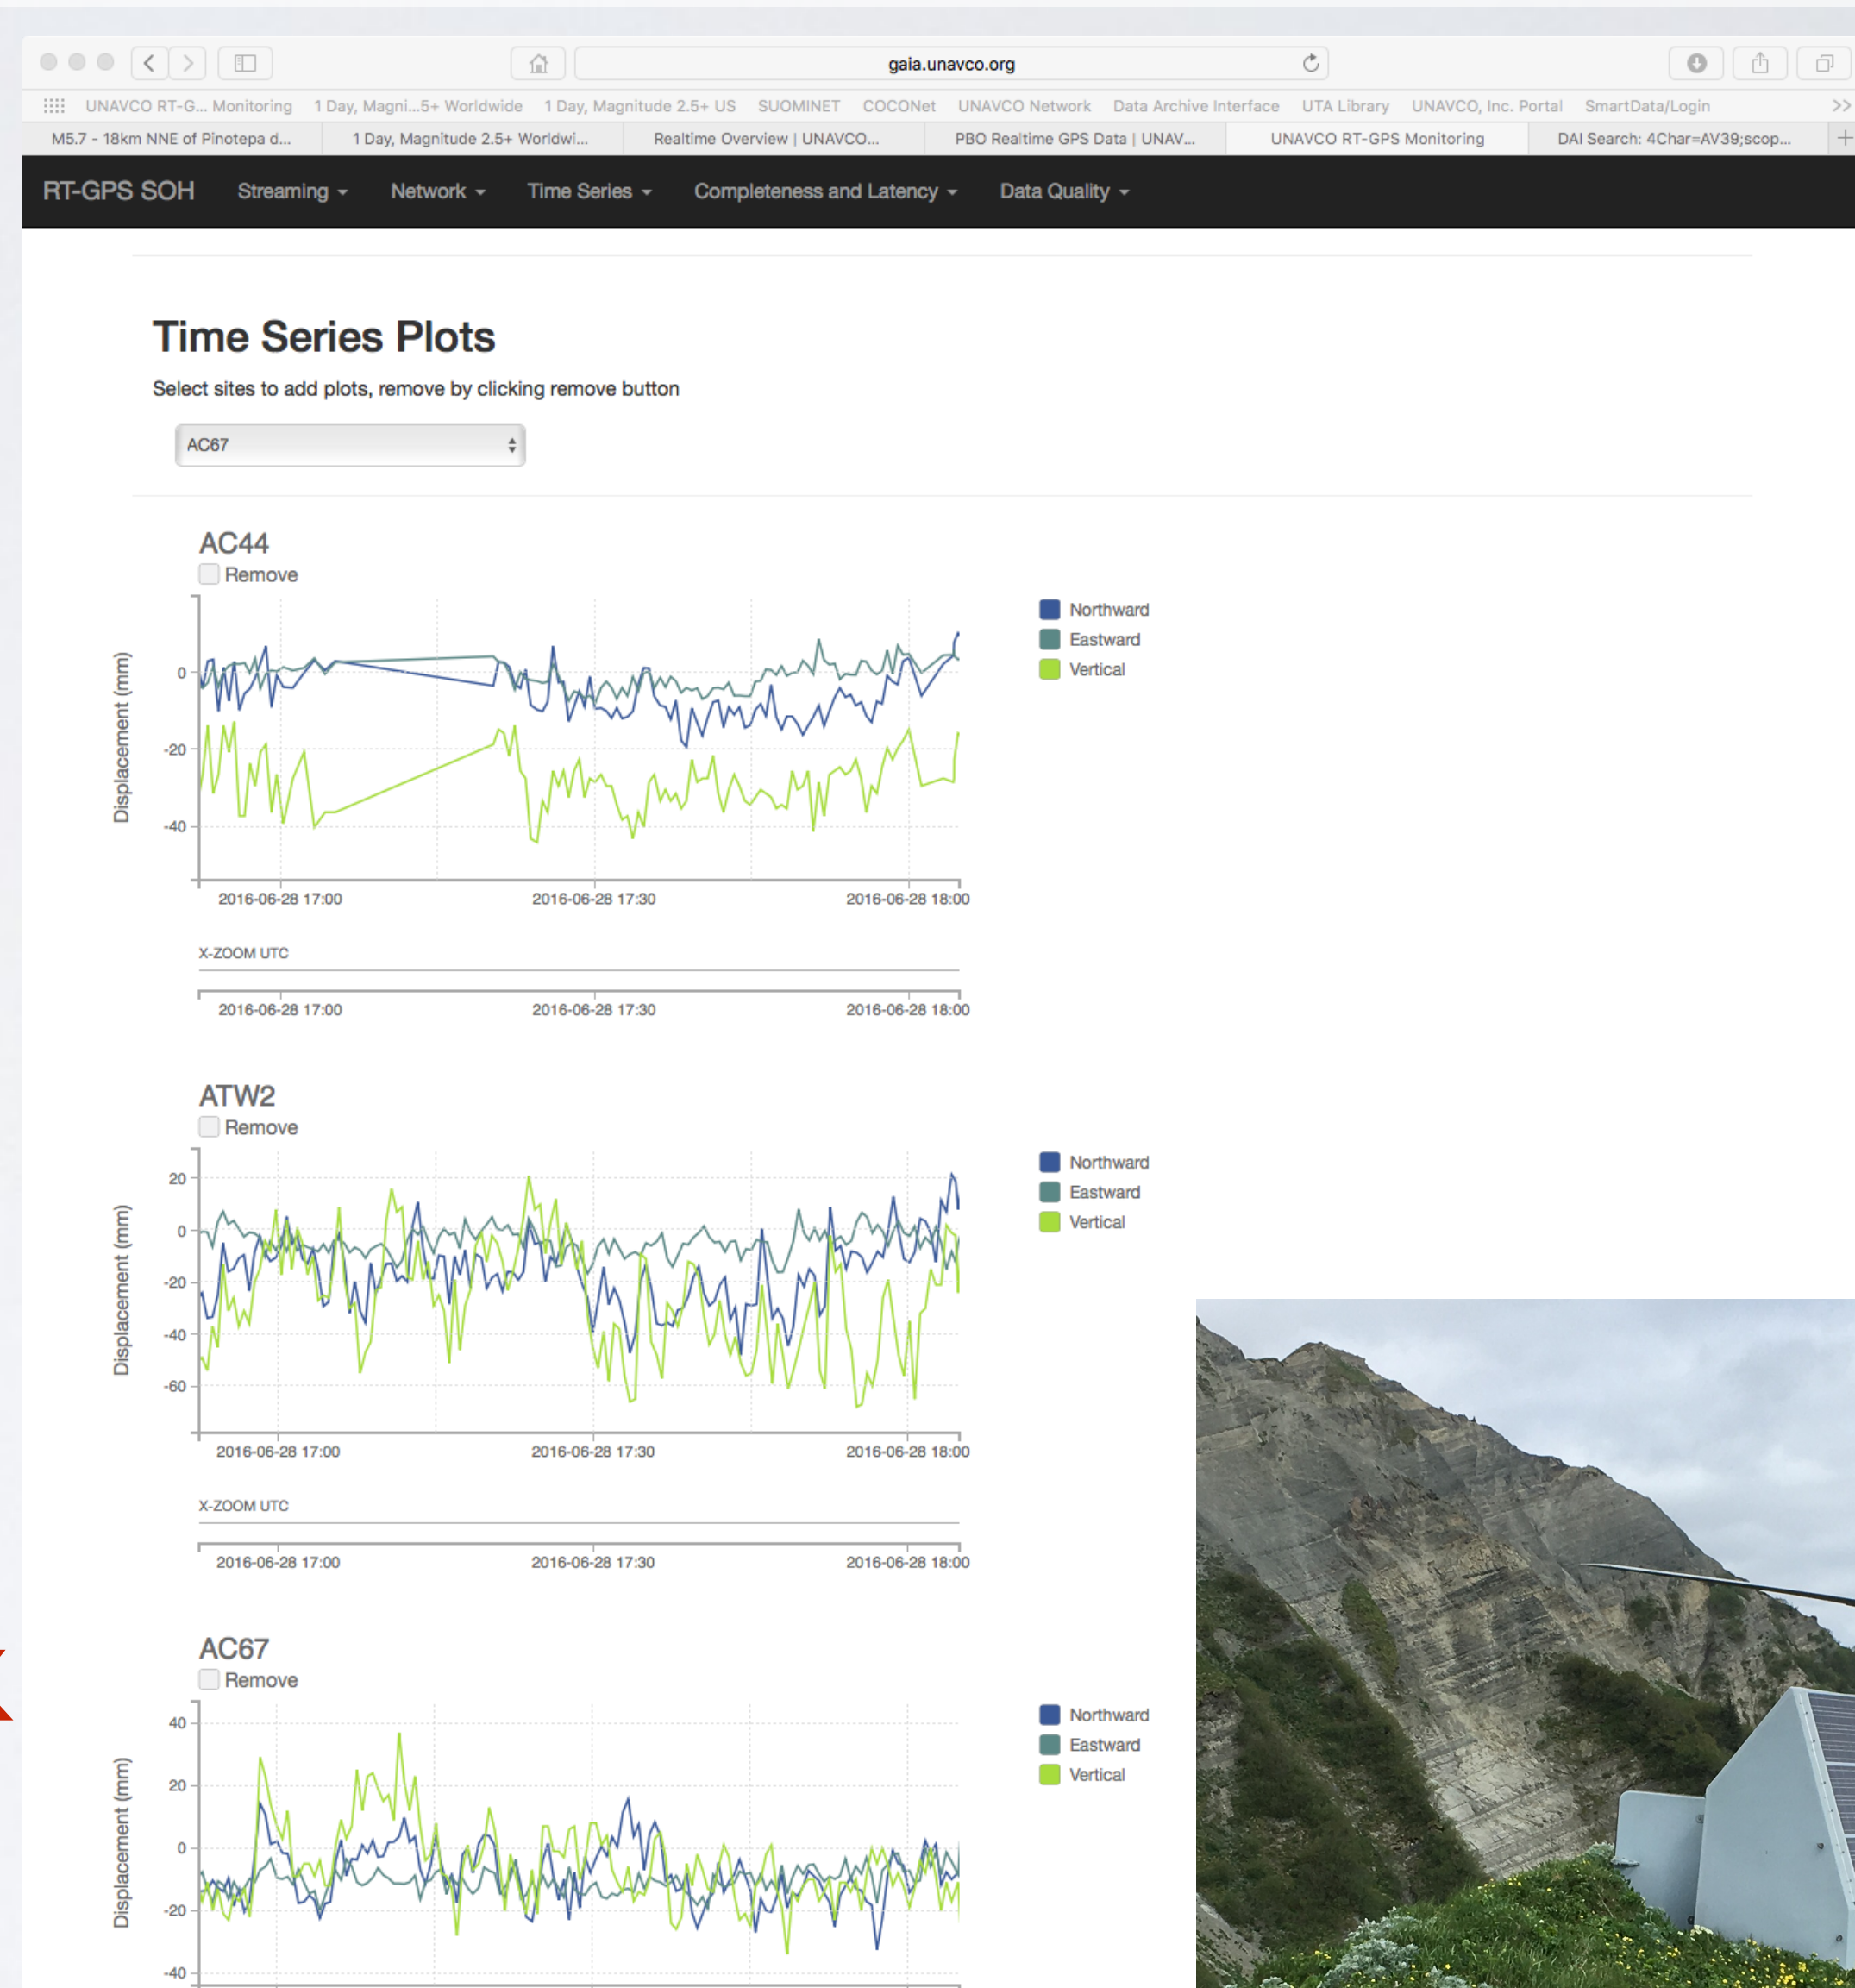 gaia.unavco.org
UNAVCO RT-G... Monitoring 1 Day, Magni...5+ Worldwide 1 Day, Magnitude 2.5+ US SUOMINET COCONet UNAVCO Network Data Archive Interface UTA Library UNAVCO, Inc. Portal SmartData/Login >>
M5.7 - 18km NNE of Pinotepa d... 1 Day, Magnitude 2.5+ Worldwi... Realtime Overview | UNAVCO... PBO Realtime GPS Data | UNAV... UNAVCO RT-GPS Monitoring DAI Search: 4Char=AV39;scop... +
RT-GPS SOH Streaming Network Time Series Completeness and Latency Data Quality
Time Series Plots
Select sites to add plots, remove by clicking remove button
AC67
AC44
Remove
Northward
Eastward
Vertical
Displacement (mm)
0
-20
-40
2016-06-28 17:00 2016-06-28 17:30 2016-06-28 18:00
X-ZOOM UTC
2016-06-28 17:00 2016-06-28 17:30 2016-06-28 18:00
ATW2
Remove
Northward
Eastward
Vertical
Displacement (mm)
20
0
-20
-40
-60
2016-06-28 17:00 2016-06-28 17:30 2016-06-28 18:00
X-ZOOM UTC
2016-06-28 17:00 2016-06-28 17:30 2016-06-28 18:00
AC67
Remove
Northward
Eastward
Vertical
Displacement (mm)
40
20
0
-20
-40